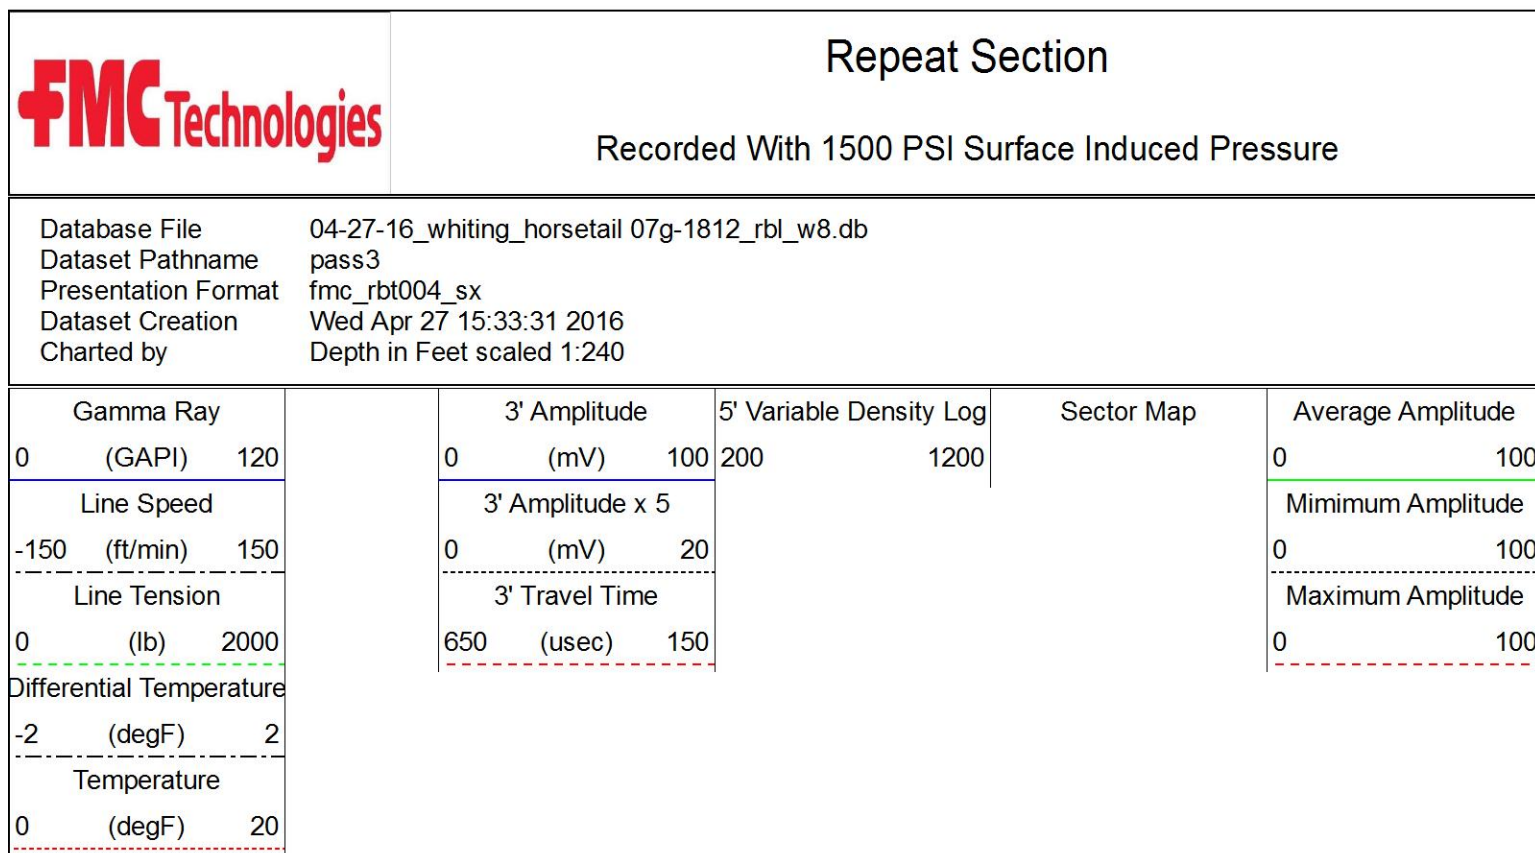 FMC Technologies
Repeat Section
Recorded With 1500 PSI Surface Induced Pressure
Database File 04-27-16_whiting_horsetail 07g-1812_rbl_w8.db
Dataset Pathname pass3
Presentation Format fmc_rbt004_sx
Dataset Creation Wed Apr 27 15:33:31 2016
Charted by Depth in Feet scaled 1:240
Gamma Ray
0 (GAPI) 120
Line Speed
-150 (ft/min) 150
Line Tension
0 (lb) 2000
Differential Temperature
-2 (degF) 2
Temperature
0 (degF) 20
3' Amplitude
0 (mV) 100
3' Amplitude x 5
0 (mV) 20
3' Travel Time
650 (usec) 150
5' Variable Density Log
200 1200
Sector Map
Average Amplitude
0 100
Mimimum Amplitude
0 100
Maximum Amplitude
0 100